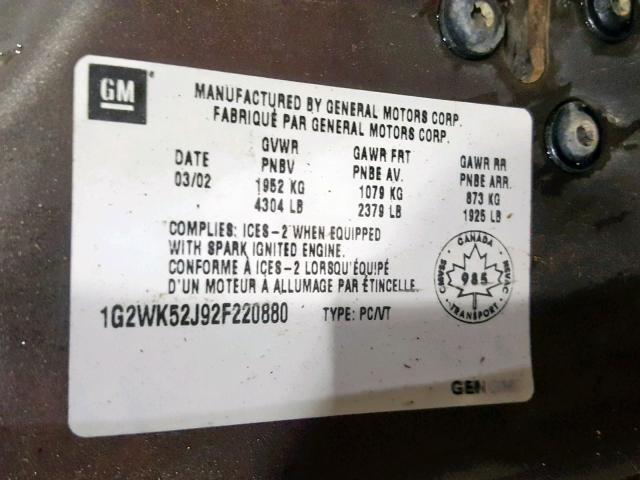 GM
MANUFACTURED BY GENERAL MOTORS CORP.
FABRIQUÉ PAR GENERAL MOTORS CORP.
GVWR GAWR FRT GAWR RR
DATE PNBV PNBE AV. PNBE ARR.
03/02 1952 KG 1079 KG 873 KG
4304 LB 2379 LB 1925 LB
COMPLIES: ICES-2 WHEN EQUIPPED
WITH SPARK IGNITED ENGINE.
CONFORME À ICES-2 LORSQU'ÉQUIPÉ
D'UN MOTEUR À ALLUMAGE PAR ÉTINCELLE.
CANADA
985
TRANSPORT
1G2WK52J92F220880 TYPE: PC/VT